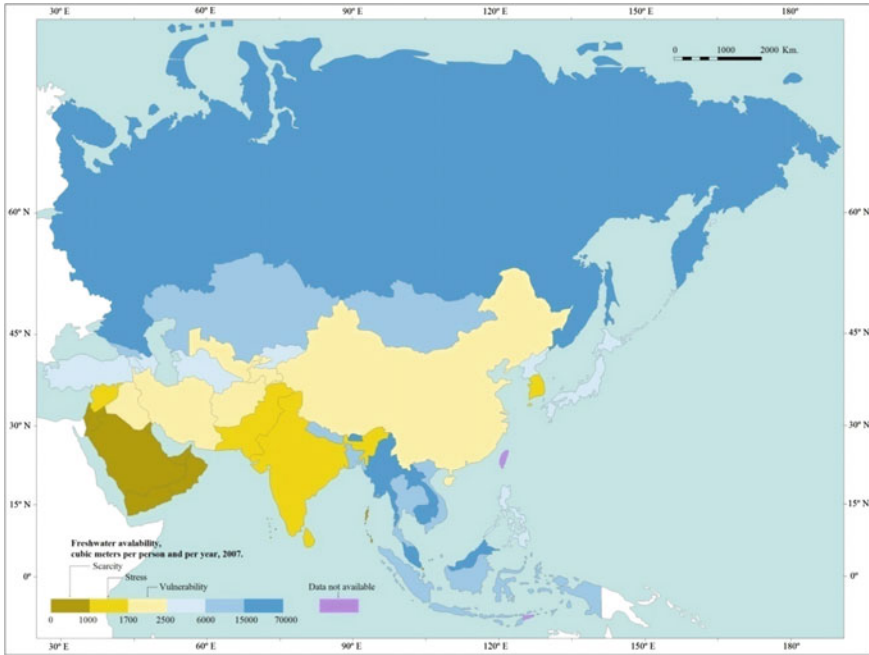 30° E 60° E 90° E 120° E 150° E 180°
0 1000 2000 Km.
60° N 60° N
45° N 45° N
30° N 30° N
15° N 15° N
0° 0°
Freshwater avalability,
cubic meters per person and per year, 2007.
Scarcity
Stress
Vulnerability
Data not available
0 1000 1700 2500 6000 15000 70000
30° E 60° E 90° E 120° E 150° E 180°